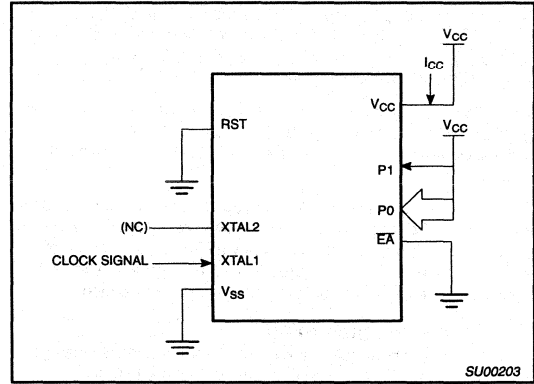 VCC
ICC
VCC
RST
VCC
P1
P0
(NC)
XTAL2
EA
CLOCK SIGNAL
XTAL1
VSS
SU00203